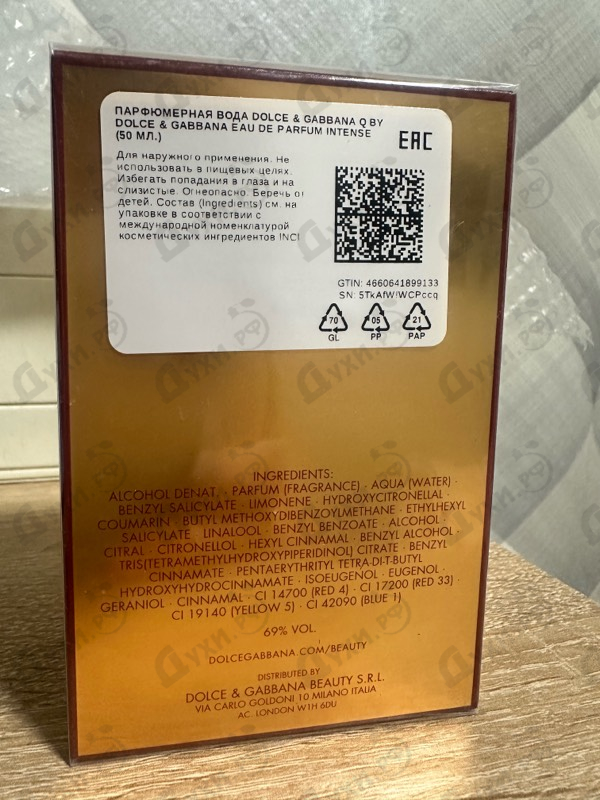 ПАРФЮМЕРНАЯ ВОДА DOLCE & GABBANA Q BY
DOLCE & GABBANA EAU DE PARFUM INTENSE
(50 МЛ.)
EAC
Для наружного применения. Не
использовать в пищевых целях.
Избегать попадания в глаза и на
слизистые. Огнеопасно. Беречь от
детей. Состав (Ingredients) см. на
упаковке в соответствии с
международной номенклатурой
косметических ингредиентов INCI
GTIN: 4660641899133
SN:
70 05 21
GL PP PAP
INGREDIENTS:
ALCOHOL DENAT. · PARFUM (FRAGRANCE) · AQUA (WATER) ·
BENZYL SALICYLATE · LIMONENE · HYDROXYCITRONELLAL ·
COUMARIN · BUTYL METHOXYDIBENZOYLMETHANE · ETHYLHEXYL
SALICYLATE · LINALOOL · BENZYL BENZOATE · ALCOHOL ·
CITRAL · CITRONELLOL · HEXYL CINNAMAL · BENZYL ALCOHOL ·
TRIS(TETRAMETHYLHYDROXYPIPERIDINOL) CITRATE · BENZYL
CINNAMATE · PENTAERYTHRITYL TETRA-DI-T-BUTYL
HYDROXYHYDROCINNAMATE · ISOEUGENOL · EUGENOL ·
GERANIOL · CINNAMAL · CI 14700 (RED 4) · CI 17200 (RED 33) ·
CI 19140 (YELLOW 5) · CI 42090 (BLUE 1)
69% VOL.
DOLCEGABBANA.COM/BEAUTY
DISTRIBUTED BY
DOLCE & GABBANA BEAUTY S.R.L.
VIA CARLO GOLDONI 10 MILANO ITALIA
AC. LONDON W1H 6DU
Духи.рф